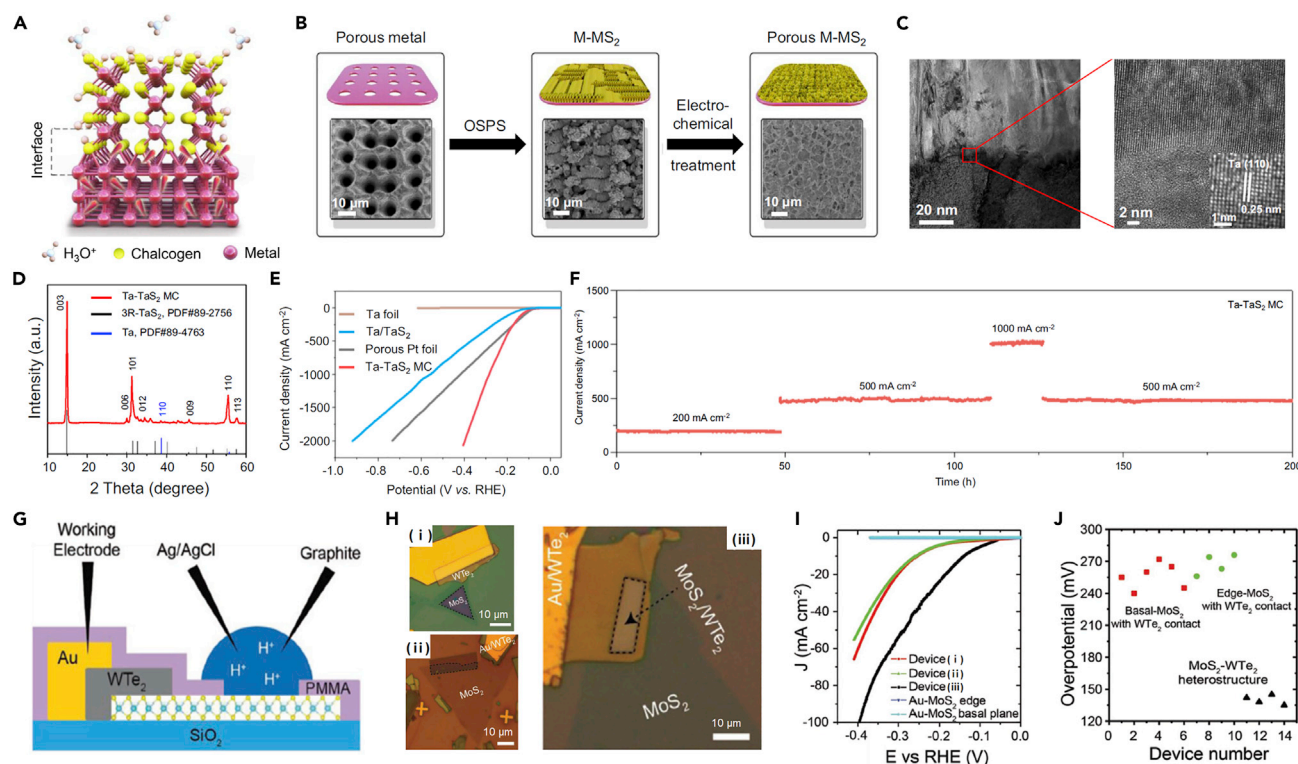 A
Interface
H₃O⁺
Chalcogen
Metal
B
Porous metal
M-MS₂
Porous M-MS₂
OSPS
Electro-
chemical
treatment
10 μm
10 μm
10 μm
C
20 nm
Ta (110)
0.25 nm
1 nm
2 nm
D
Intensity (a.u.)
003
Ta-TaS₂ MC
3R-TaS₂, PDF#89-2756
Ta, PDF#89-4763
101
006
012
110
009
110
113
10 20 30 40 50 60
2 Theta (degree)
E
Current density (mA cm⁻²)
0
-500
-1000
-1500
-2000
Ta foil
Ta/TaS₂
Porous Pt foil
Ta-TaS₂ MC
-1.0 -0.8 -0.6 -0.4 -0.2 0.0
Potential (V vs. RHE)
F
Current density (mA cm⁻²)
1500
1000
500
0
Ta-TaS₂ MC
1000 mA cm⁻²
500 mA cm⁻²
500 mA cm⁻²
200 mA cm⁻²
0 50 100 150 200
Time (h)
G
Working
Electrode
Ag/AgCl
Graphite
Au
WTe₂
H⁺
H⁺ H⁺
H⁺
PMMA
SiO₂
H
(i)
WTe₂
MoS₂
10 μm
(ii)
Au/WTe₂
MoS₂
10 μm
(iii)
Au/WTe₂
MoS₂/WTe₂
MoS₂
10 μm
I
J (mA cm⁻²)
0
-20
-40
-60
-80
-100
Device (i)
Device (ii)
Device (iii)
Au-MoS₂ edge
Au-MoS₂ basal plane
-0.4 -0.3 -0.2 -0.1 0.0
E vs RHE (V)
J
Overpotential (mV)
300
270
240
210
180
150
120
Basal-MoS₂
with WTe₂ contact
Edge-MoS₂
with WTe₂ contact
MoS₂-WTe₂
heterostructure
0 2 4 6 8 10 12 14
Device number